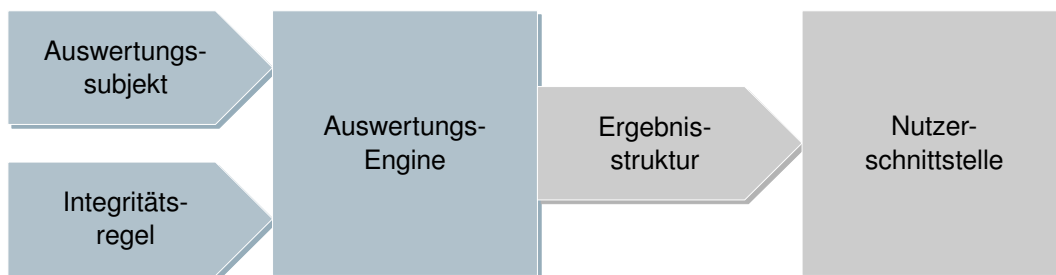 Auswertungs-
subjekt
Integritäts-
regel
Auswertungs-
Engine
Ergebnis-
struktur
Nutzer-
schnittstelle